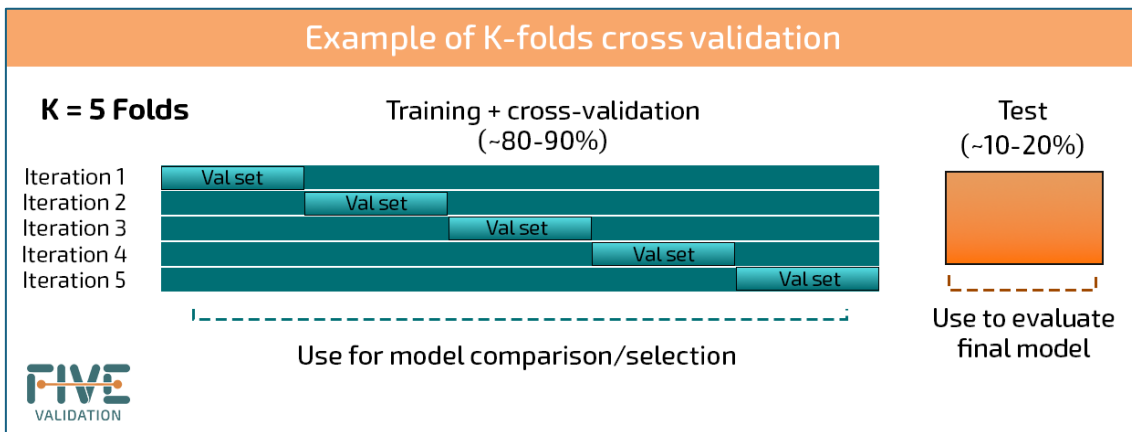 Example of K-folds cross validation
K = 5 Folds
Training + cross-validation
(~80-90%)
Test
(~10-20%)
Iteration 1
Val set
Iteration 2
Val set
Iteration 3
Val set
Iteration 4
Val set
Iteration 5
Val set
Use for model comparison/selection
Use to evaluate
final model
FIVE
VALIDATION